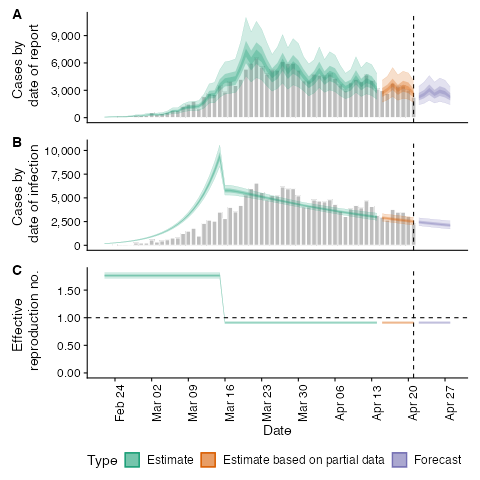 A
Cases by
date of report
9,000
6,000
3,000
0
B
Cases by
date of infection
10,000
7,500
5,000
2,500
0
C
Effective
reproduction no.
1.50
1.00
0.50
0.00
Feb 24
Mar 02
Mar 09
Mar 16
Mar 23
Mar 30
Apr 06
Apr 13
Apr 20
Apr 27
Date
Type Estimate Estimate based on partial data Forecast